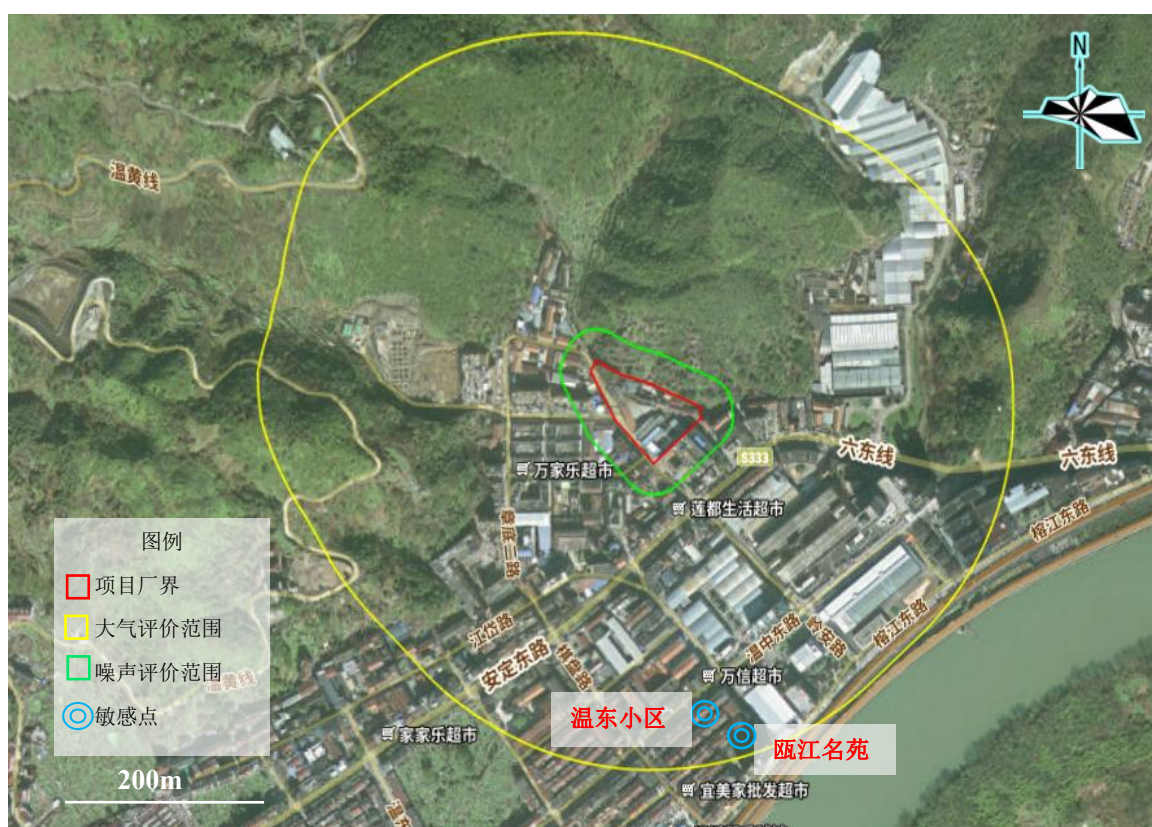 N
温黄线
万家乐超市
S333
六东线
六东线
莲都生活超市
榕江东路
图例
项目厂界
大气评价范围
噪声评价范围
温黄线
敏感点
200m
江岱路
安定东路
温中东路
榕江东路
万信超市
温东小区
瓯江名苑
家家乐超市
宜美家批发超市